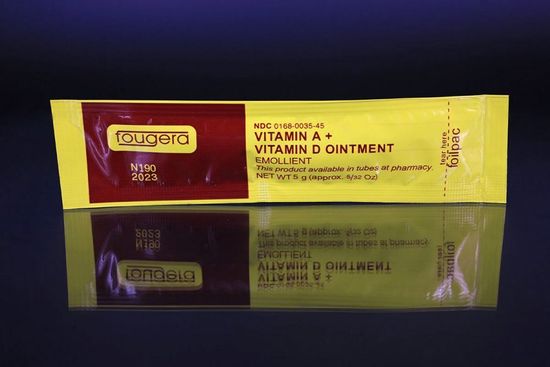 fougera
N190
2023
NDC 0168-0035-45
VITAMIN A +
VITAMIN D OINTMENT
EMOLLIENT
This product available in tubes at pharmacy.
NET WT 5 g (approx. 5/32 Oz)
tear here
foilpac